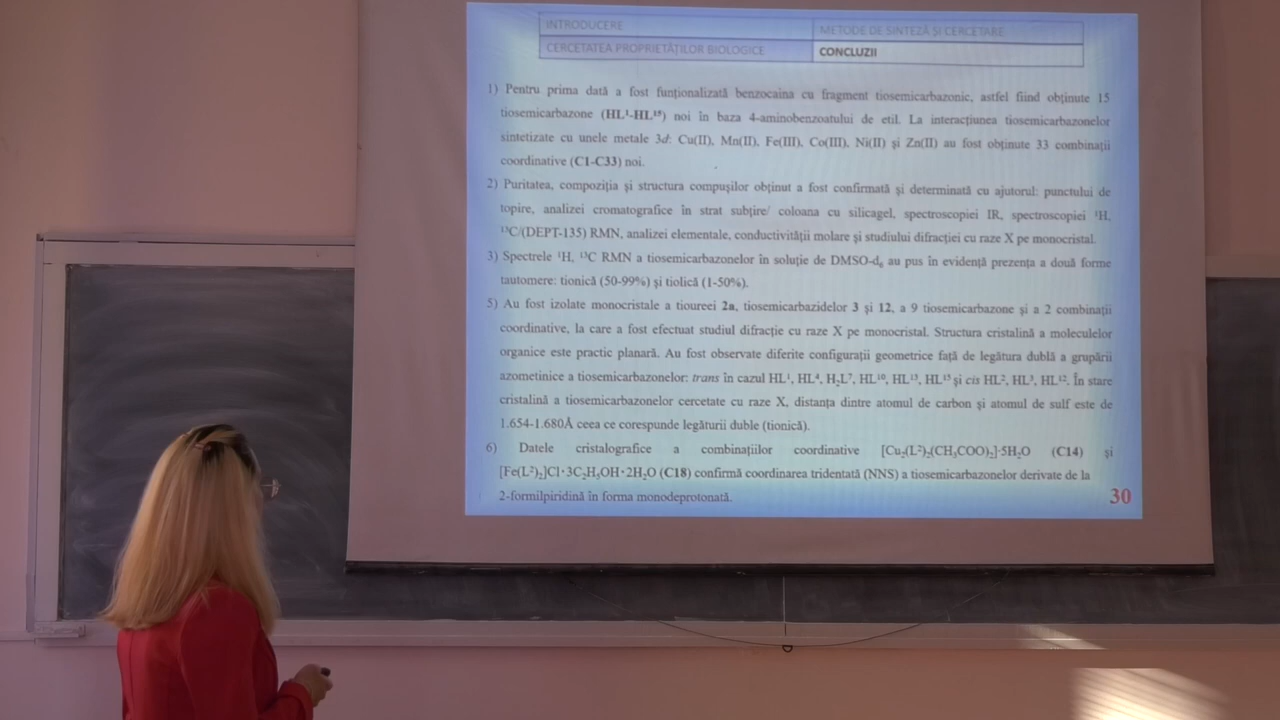 INTRODUCERE
METODE DE SINTEZĂ ȘI CERCETARE
CERCETAREA PROPRIETĂȚILOR BIOLOGICE
CONCLUZII
1) Pentru prima dată a fost funționalizată benzocaina cu fragment tiosemicarbazonic, astfel fiind obținute 15
tiosemicarbazone (HL¹-HL¹⁵) noi în baza 4-aminobenzoatului de etil. La interacțiunea tiosemicarbazonelor
sintetizate cu unele metale 3d: Cu(II), Mn(II), Fe(III), Co(III), Ni(II) și Zn(II) au fost obținute 33 combinații
coordinative (C1-C33) noi.
2) Puritatea, compoziția și structura compușilor obținut a fost confirmată și determinată cu ajutorul: punctului de
topire, analizei cromatografice în strat subțire/ coloana cu silicagel, spectroscopiei IR, spectroscopiei ¹H,
¹³C/(DEPT-135) RMN, analizei elementale, conductivității molare și studiului difracției cu raze X pe monocristal.
3) Spectrele ¹H, ¹³C RMN a tiosemicarbazonelor în soluție de DMSO-d₆ au pus în evidență prezența a două forme
tautomere: tionică (50-99%) și tiolică (1-50%).
5) Au fost izolate monocristale a tioureei 2a, tiosemicarbazidelor 3 și 12, a 9 tiosemicarbazone și a 2 combinații
coordinative, la care a fost efectuat studiul difracție cu raze X pe monocristal. Structura cristalină a moleculelor
organice este practic planară. Au fost observate diferite configurații geometrice față de legătura dublă a grupării
azometinice a tiosemicarbazonelor: trans în cazul HL¹, HL⁴, H₂L⁷, HL¹⁰, HL¹³, HL¹⁵ și cis HL², HL³, HL¹². În stare
cristalină a tiosemicarbazonelor cercetate cu raze X, distanța dintre atomul de carbon și atomul de sulf este de
1.654-1.680Å ceea ce corespunde legăturii duble (tionică).
6) Datele cristalografice a combinațiilor coordinative [Cu₂(L²)₂(CH₃COO)₂]·5H₂O (C14) și
[Fe(L²)₂]Cl·3C₂H₅OH·2H₂O (C18) confirmă coordinarea tridentată (NNS) a tiosemicarbazonelor derivate de la
2-formilpiridină în forma monodeprotonată.
30